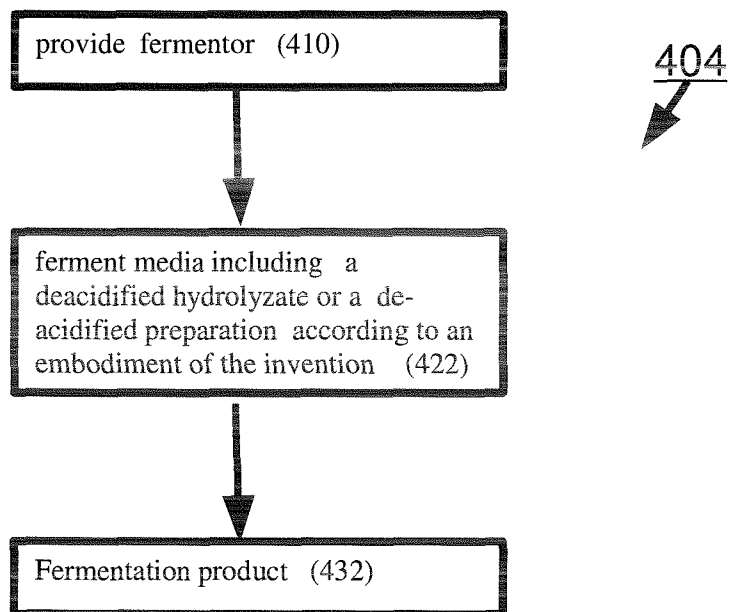 provide fermentor (410)
404
ferment media including a
deacidified hydrolyzate or a de-
acidified preparation according to an
embodiment of the invention (422)
Fermentation product (432)